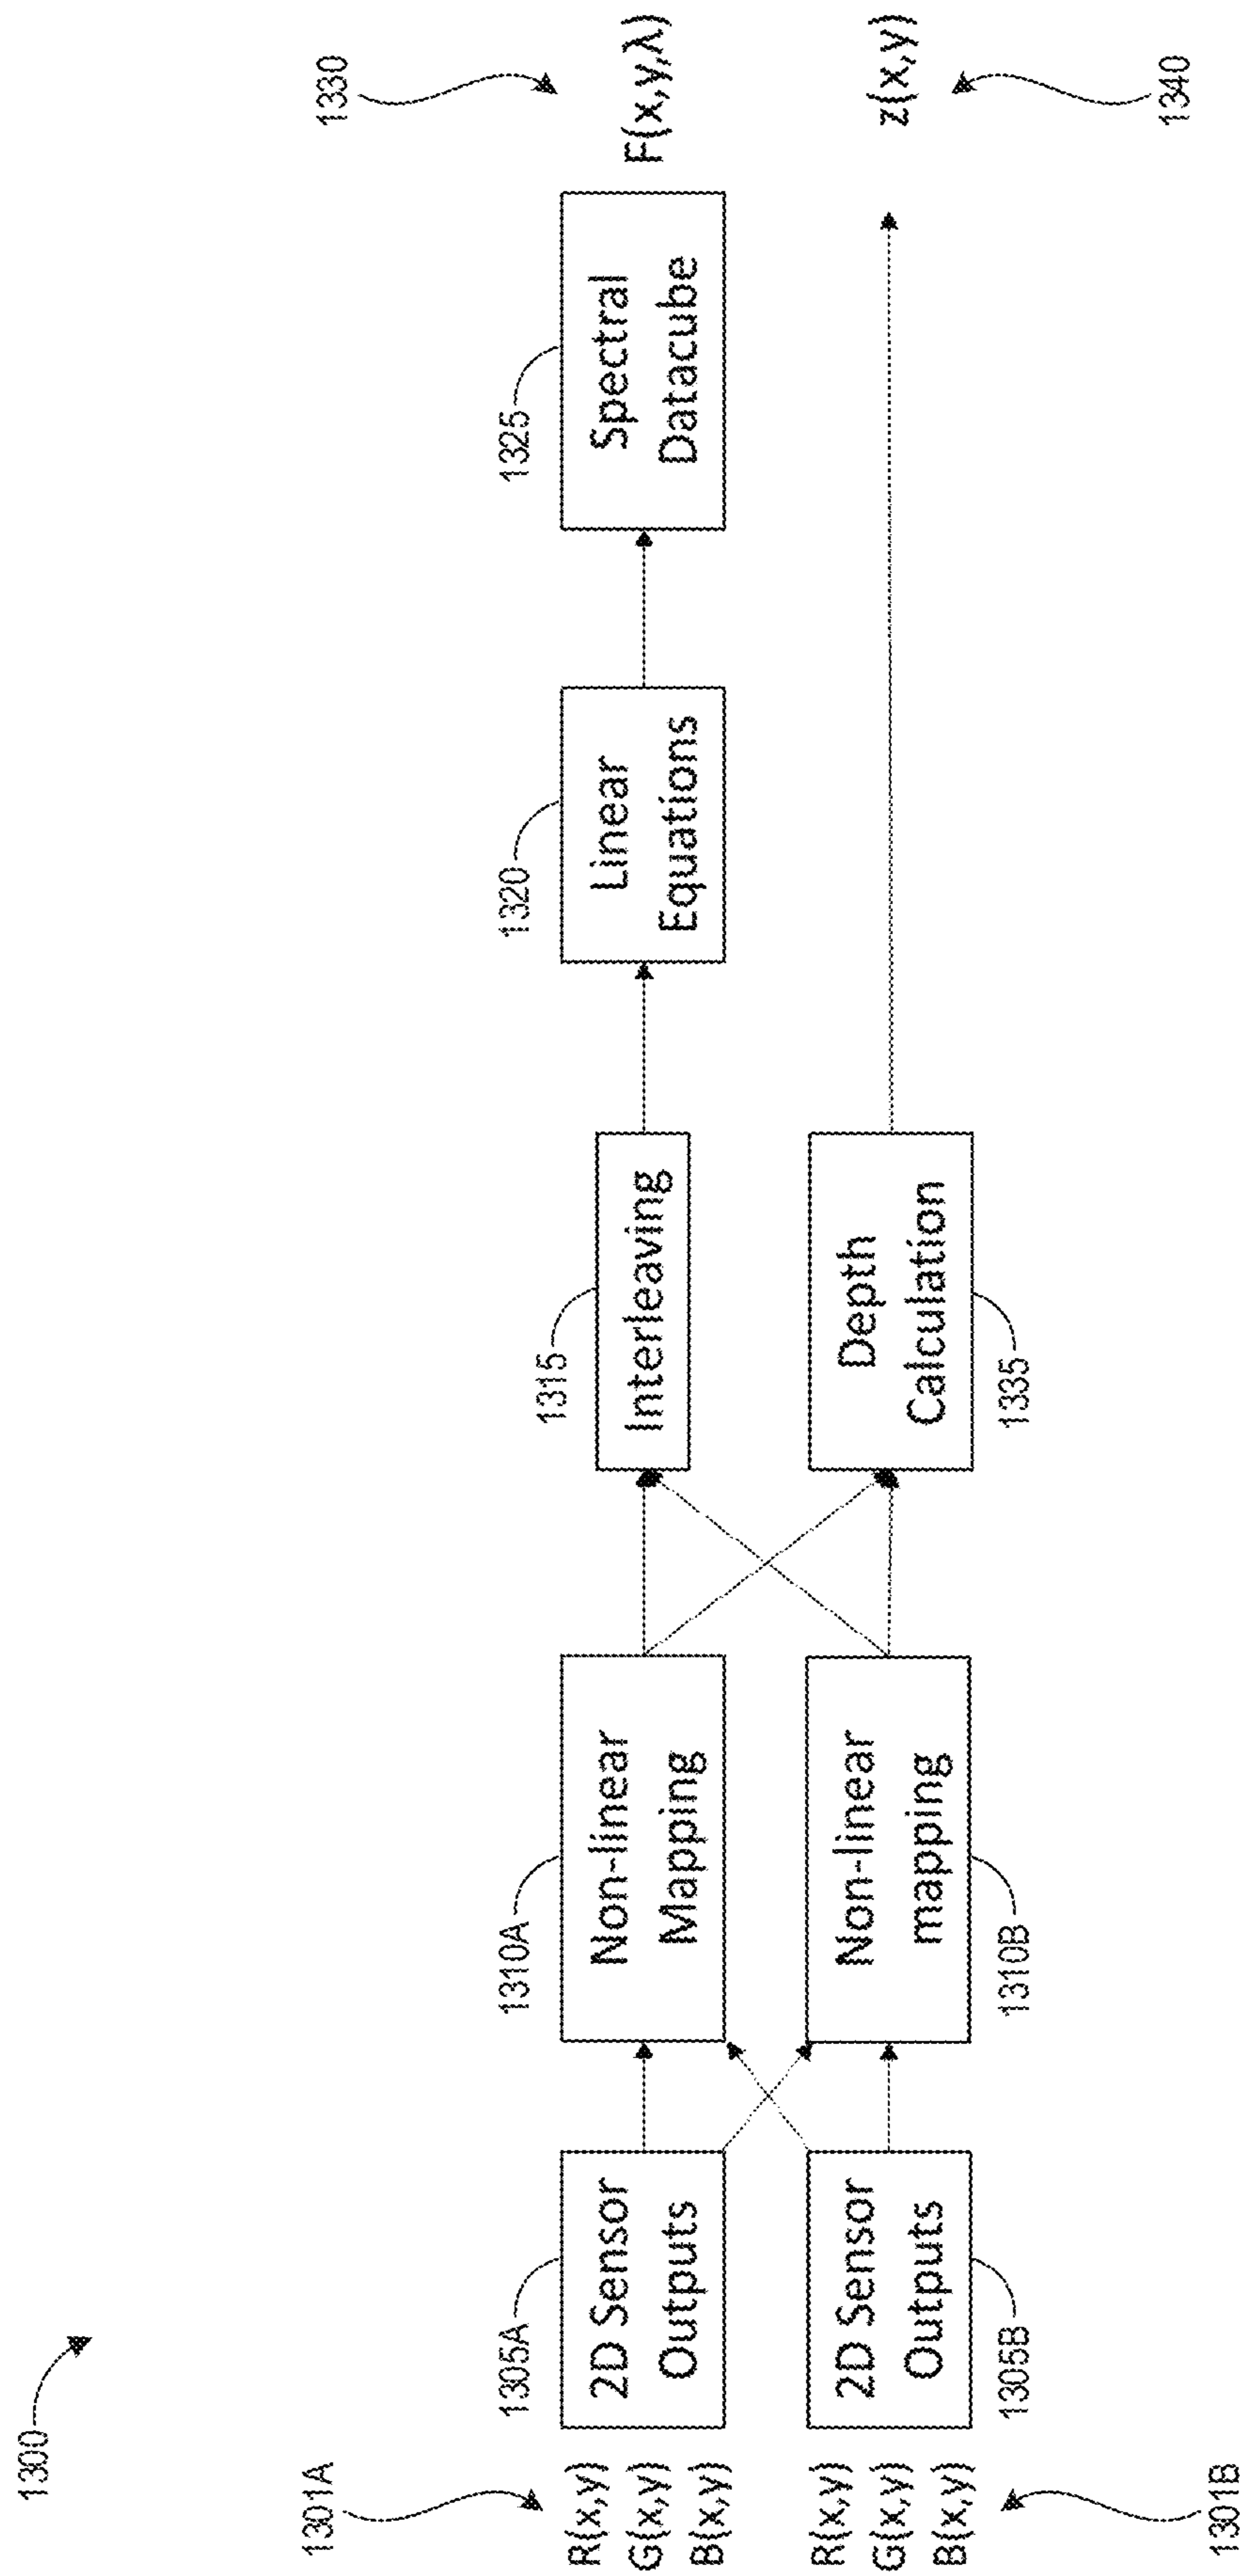 1300
1301A
R(x,y)
G(x,y)
B(x,y)
1305A
2D Sensor
Outputs
1310A
Non-linear
Mapping
1315
Interleaving
1320
Linear
Equations
1325
Spectral
Datacube
1330
F(x,y,λ)
R(x,y)
G(x,y)
B(x,y)
1301B
2D Sensor
Outputs
1305B
Non-linear
mapping
1310B
Depth
Calculation
1335
z(x,y)
1340